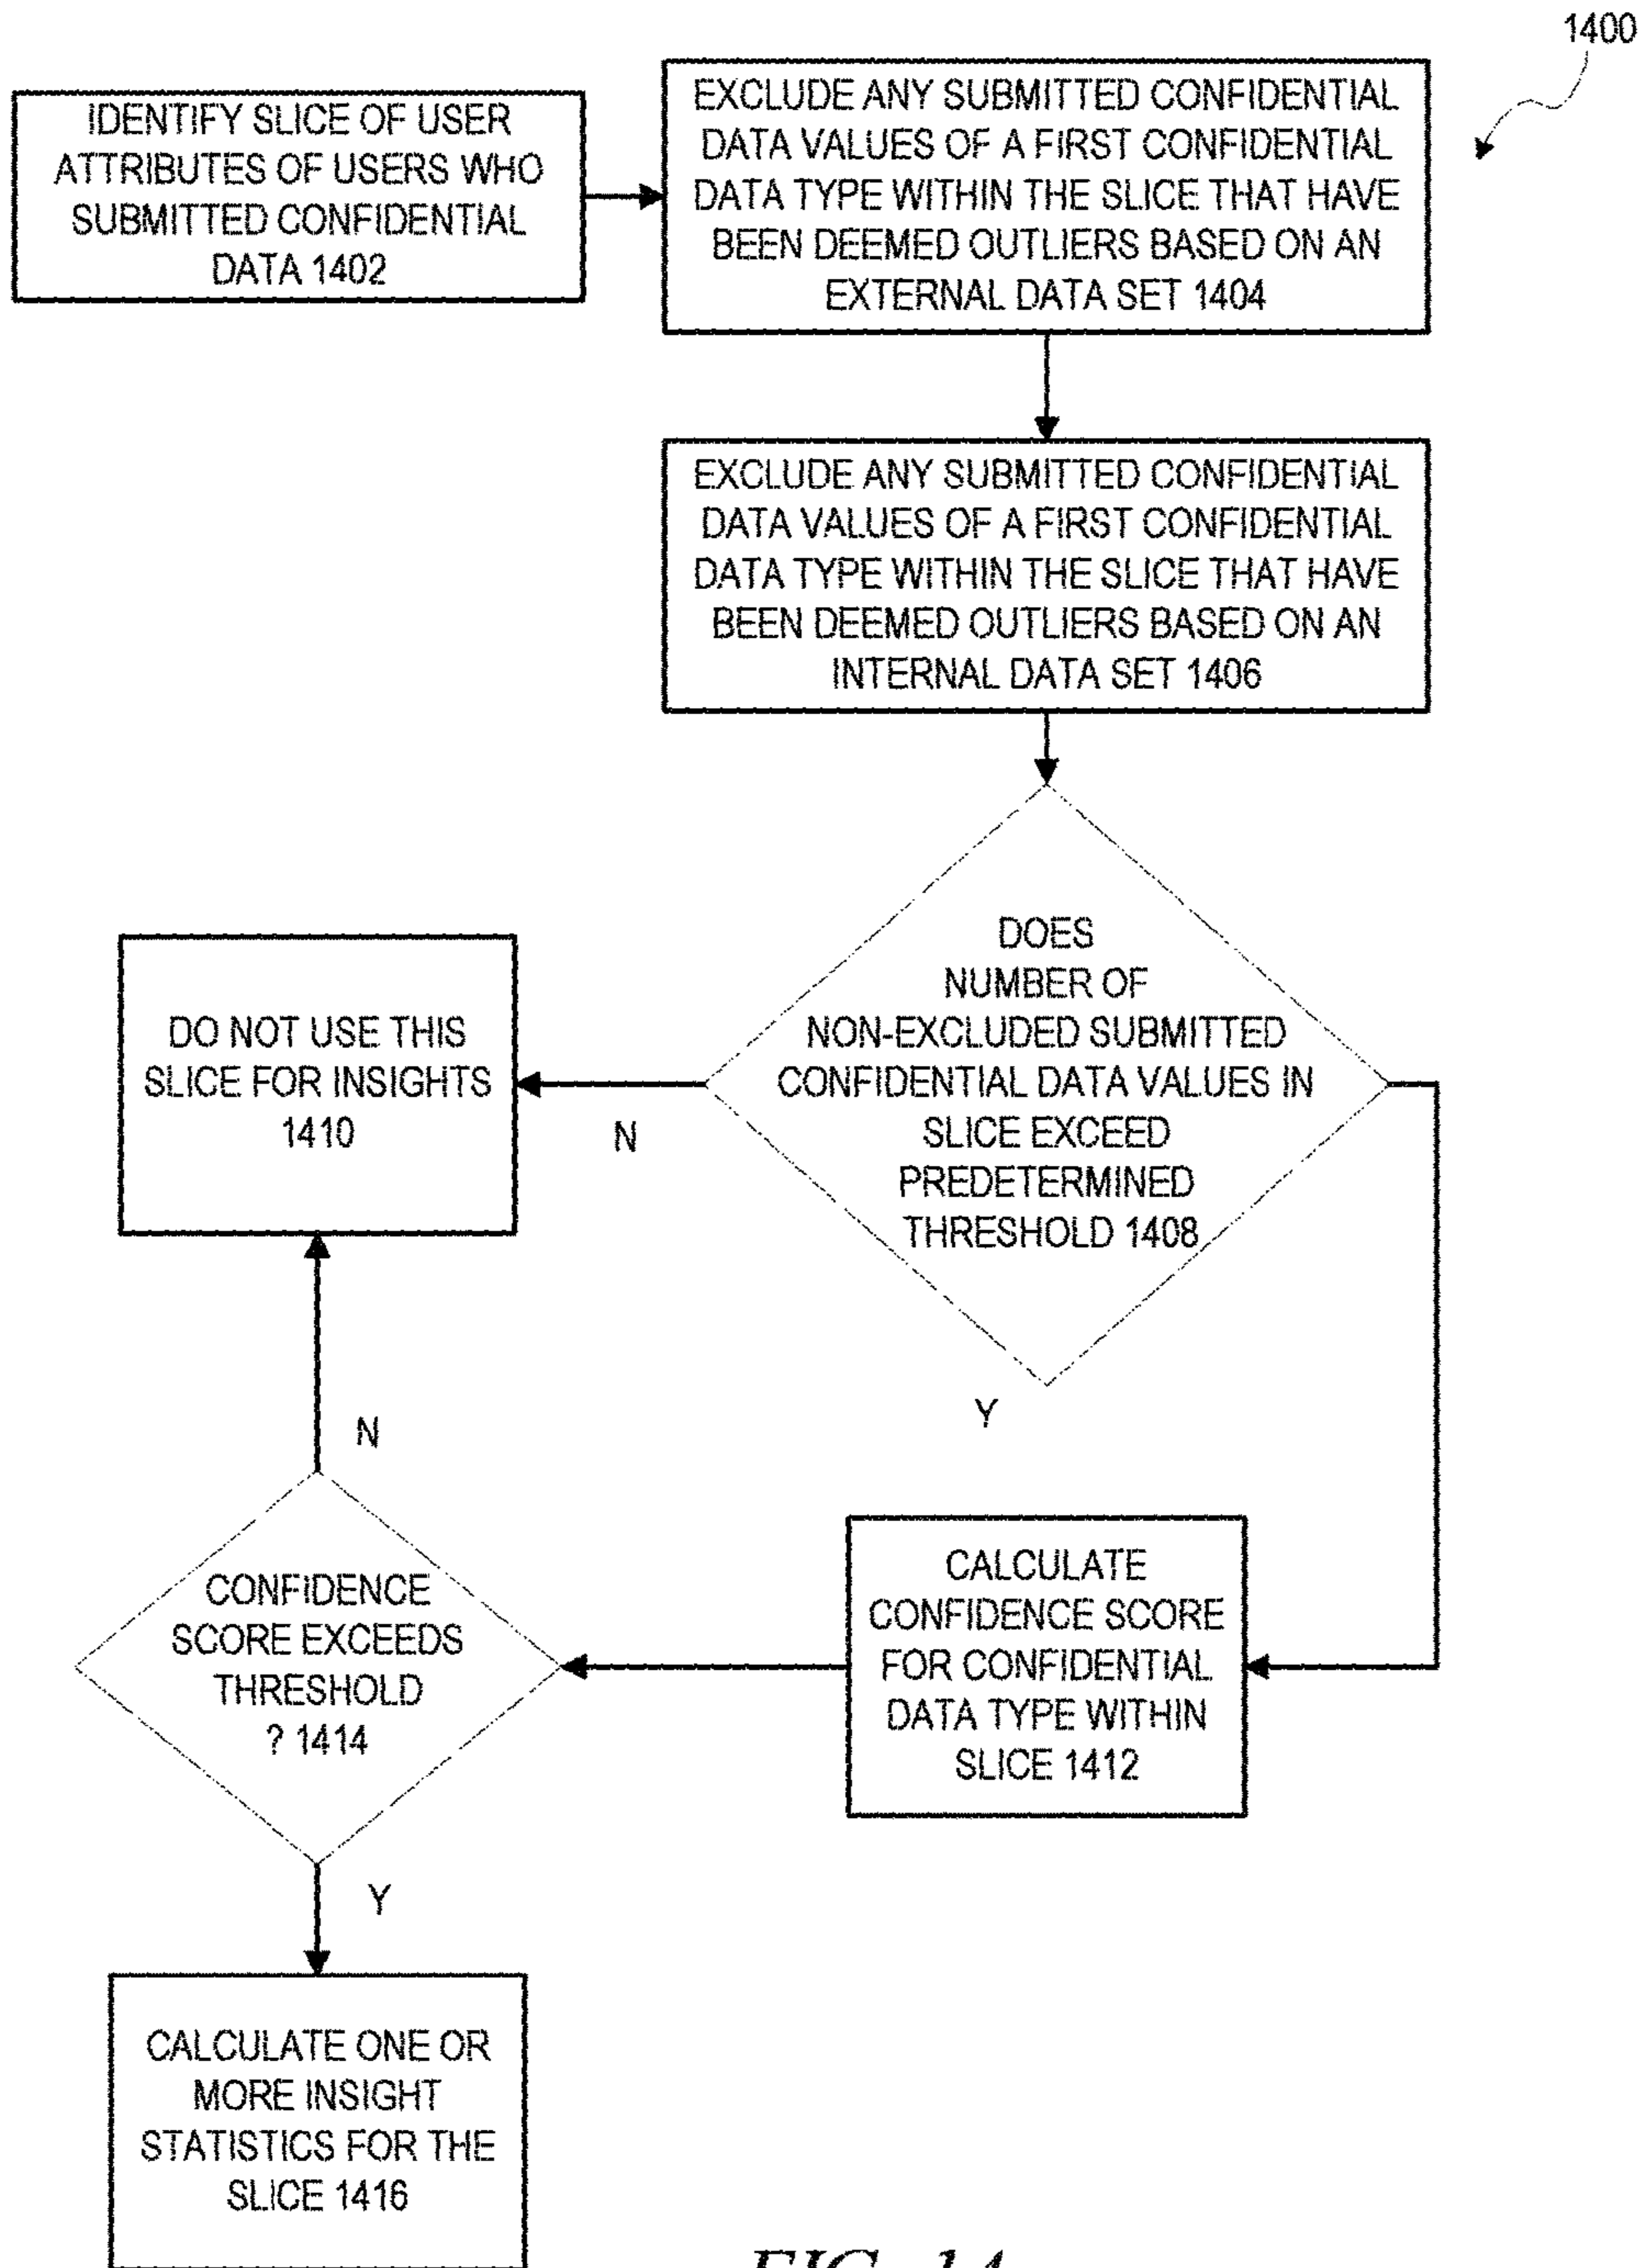 1400
IDENTIFY SLICE OF USER
ATTRIBUTES OF USERS WHO
SUBMITTED CONFIDENTIAL
DATA 1402
EXCLUDE ANY SUBMITTED CONFIDENTIAL
DATA VALUES OF A FIRST CONFIDENTIAL
DATA TYPE WITHIN THE SLICE THAT HAVE
BEEN DEEMED OUTLIERS BASED ON AN
EXTERNAL DATA SET 1404
EXCLUDE ANY SUBMITTED CONFIDENTIAL
DATA VALUES OF A FIRST CONFIDENTIAL
DATA TYPE WITHIN THE SLICE THAT HAVE
BEEN DEEMED OUTLIERS BASED ON AN
INTERNAL DATA SET 1406
DOES
NUMBER OF
NON-EXCLUDED SUBMITTED
CONFIDENTIAL DATA VALUES IN
SLICE EXCEED
PREDETERMINED
THRESHOLD 1408
N
DO NOT USE THIS
SLICE FOR INSIGHTS
1410
Y
N
CALCULATE
CONFIDENCE SCORE
FOR CONFIDENTIAL
DATA TYPE WITHIN
SLICE 1412
CONFIDENCE
SCORE EXCEEDS
THRESHOLD
? 1414
Y
CALCULATE ONE OR
MORE INSIGHT
STATISTICS FOR THE
SLICE 1416
FIG. 14